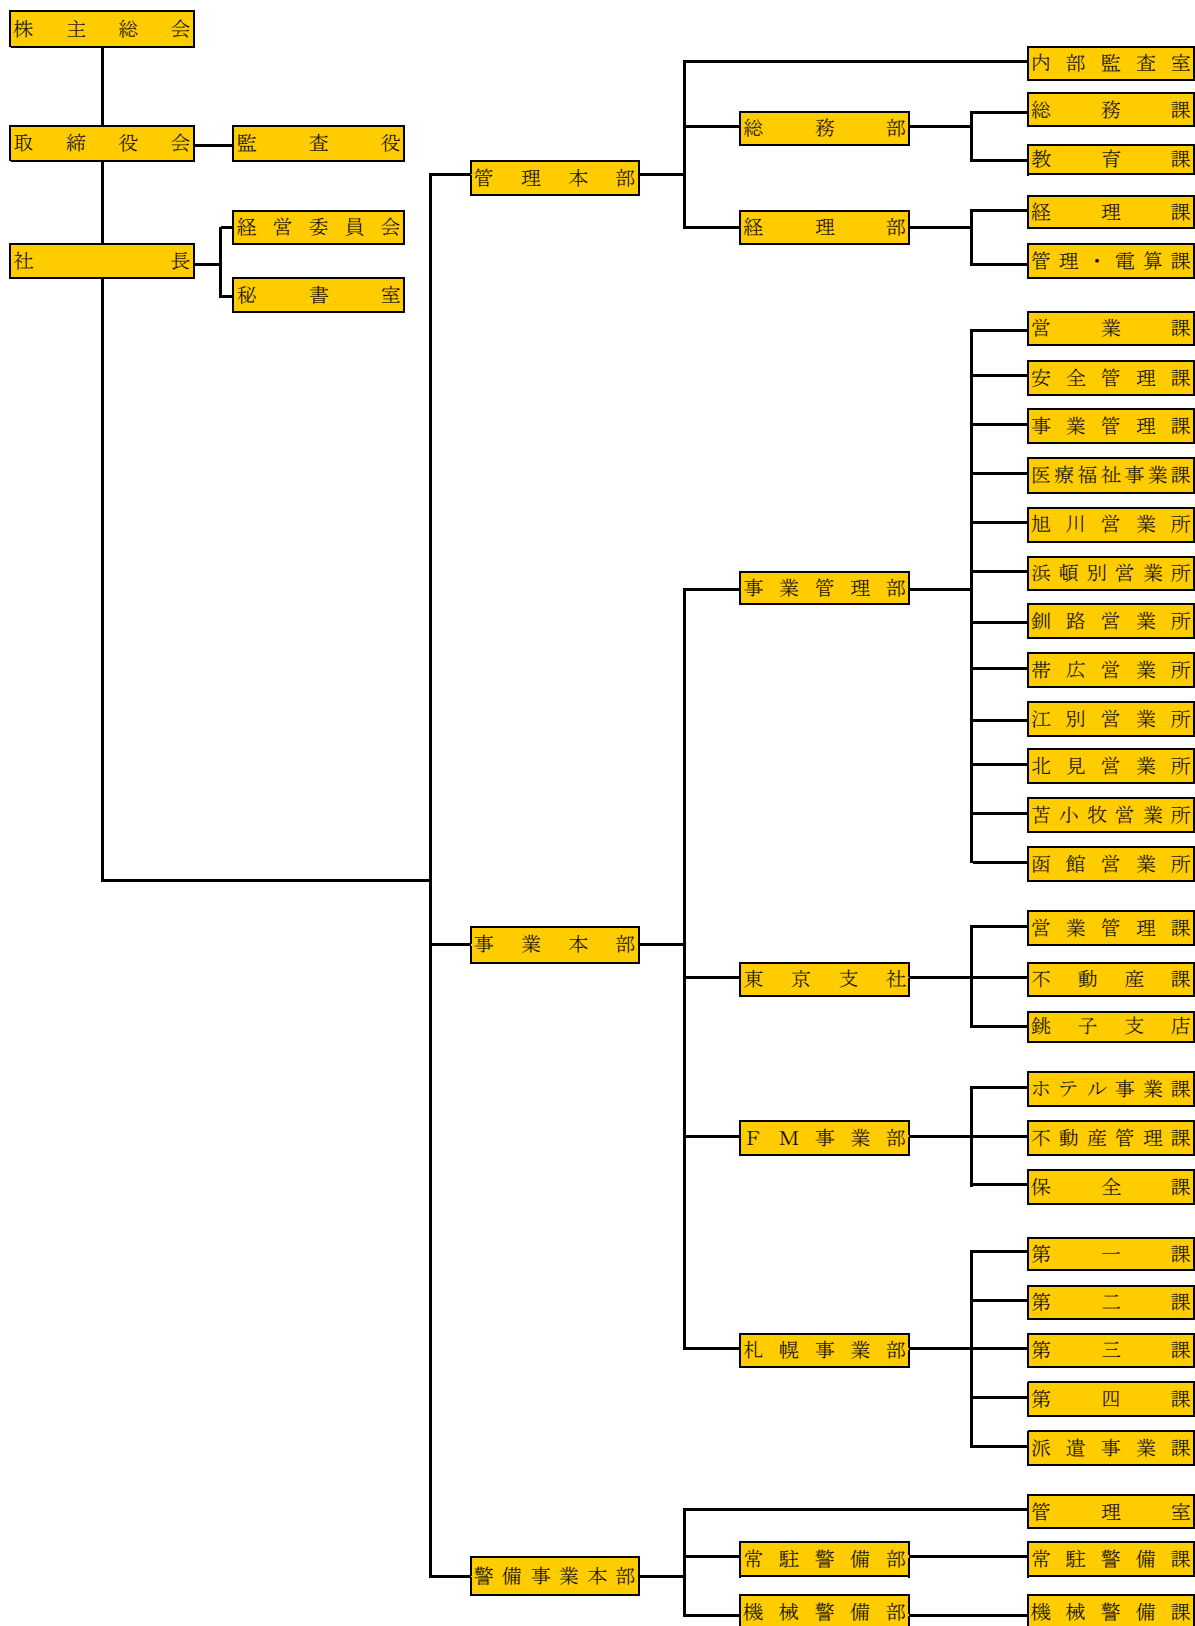 株主総会
取締役会
監査役
社長
経営委員会
秘書室
管理本部
内部監査室
総務部
総務課
教育課
経理部
経理課
管理・電算課
事業本部
事業管理部
営業課
安全管理課
事業管理課
医療福祉事業課
旭川営業所
浜頓別営業所
釧路営業所
帯広営業所
江別営業所
北見営業所
苫小牧営業所
函館営業所
東京支社
営業管理課
不動産課
銚子支店
ＦＭ事業部
ホテル事業課
不動産管理課
保全課
札幌事業部
第一課
第二課
第三課
第四課
派遣事業課
警備事業本部
管理室
常駐警備部
常駐警備課
機械警備部
機械警備課